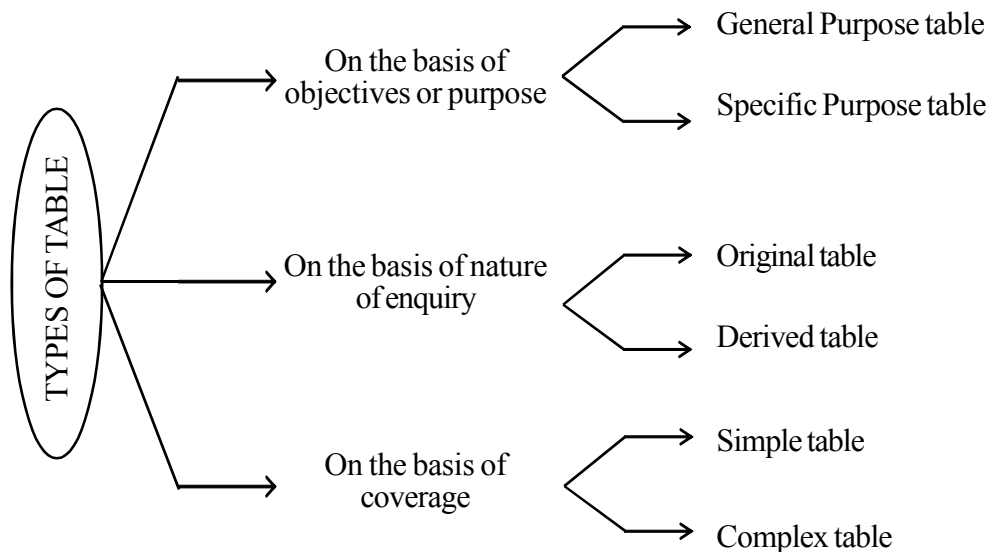 TYPES OF TABLE
On the basis of
objectives or purpose
General Purpose table
Specific Purpose table
On the basis of nature
of enquiry
Original table
Derived table
On the basis of
coverage
Simple table
Complex table